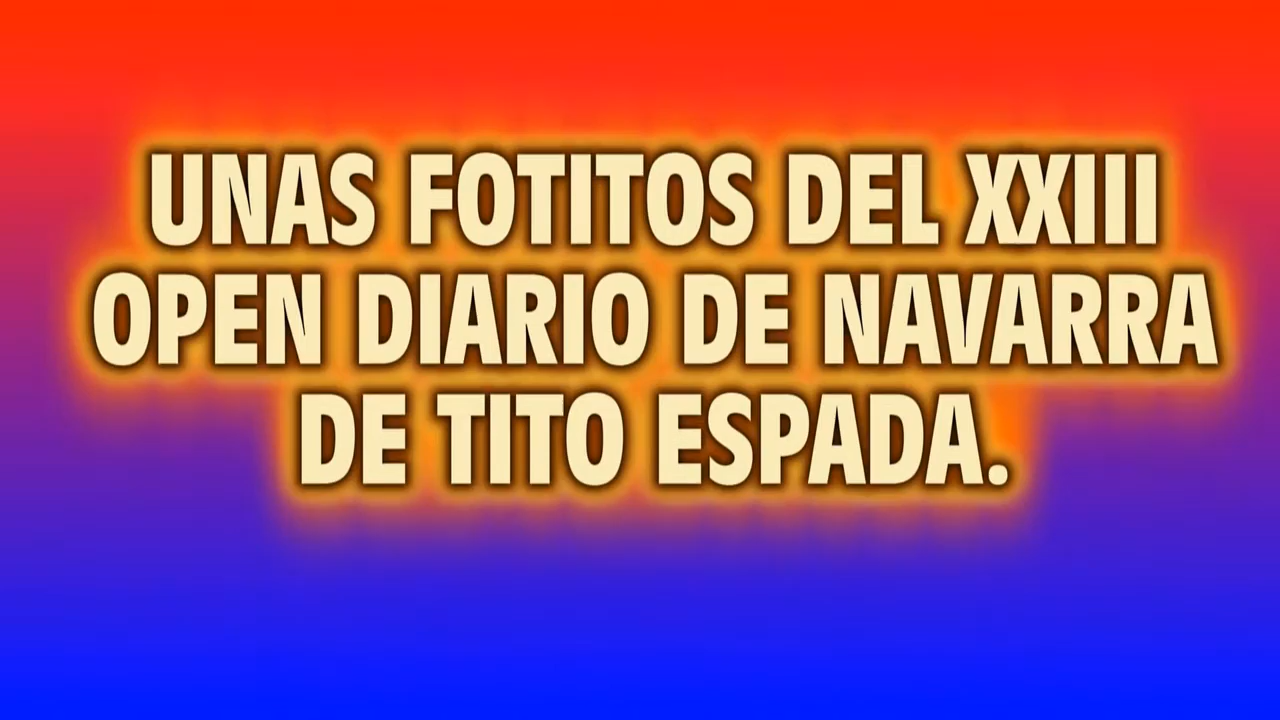 UNAS FOTITOS DEL XXIII
OPEN DIARIO DE NAVARRA
DE TITO ESPADA.